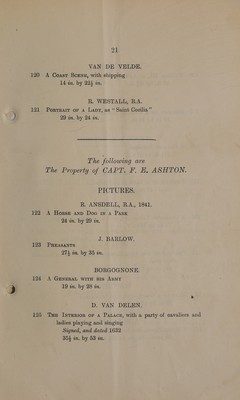 21
VAN DE VELDE.
120 A Coast Scene, with shipping
14 in. by 22½ in.
R. WESTALL, R.A.
121 Portrait of a Lady, as "Saint Cecilia"
29 in. by 24 in.
The following are
The Property of CAPT. F. E. ASHTON.
PICTURES.
R. ANSDELL, R.A., 1841.
122 A Horse and Dog in a Park
24 in. by 29 in.
J. BARLOW.
123 Pheasants
27½ in. by 35 in.
BORGOGNONE.
124 A General with his Army
19 in. by 26 in.
D. VAN DELEN.
125 The Interior of a Palace, with a party of cavaliers and
ladies playing and singing
Signed, and dated 1632
35½ in. by 53 in.